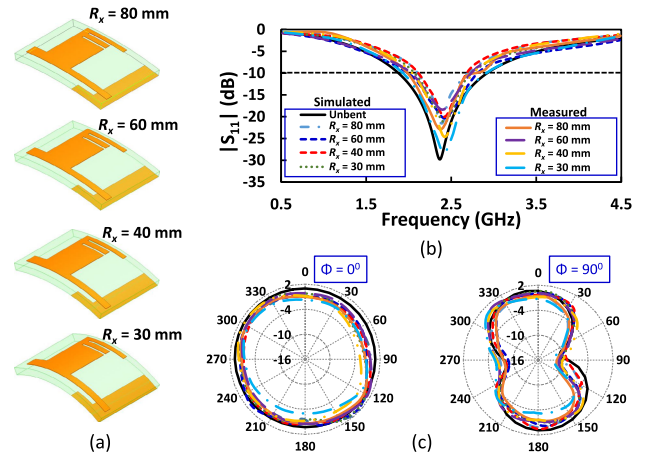 Rx = 80 mm
Rx = 60 mm
Rx = 40 mm
Rx = 30 mm
(a)
0
-5
-10
-15
-20
-25
-30
-35
|S11| (dB)
Simulated
Unbent
Rx = 80 mm
Rx = 60 mm
Rx = 40 mm
Rx = 30 mm
Measured
Rx = 80 mm
Rx = 60 mm
Rx = 40 mm
Rx = 30 mm
0.5 1.5 2.5 3.5 4.5
Frequency (GHz)
(b)
Φ = 0⁰
0
30
60
90
120
150
180
210
240
270
300
330
2
-4
-10
-16
Φ = 90⁰
0
30
60
90
120
150
180
210
240
270
300
330
2
-4
-10
-16
(c)